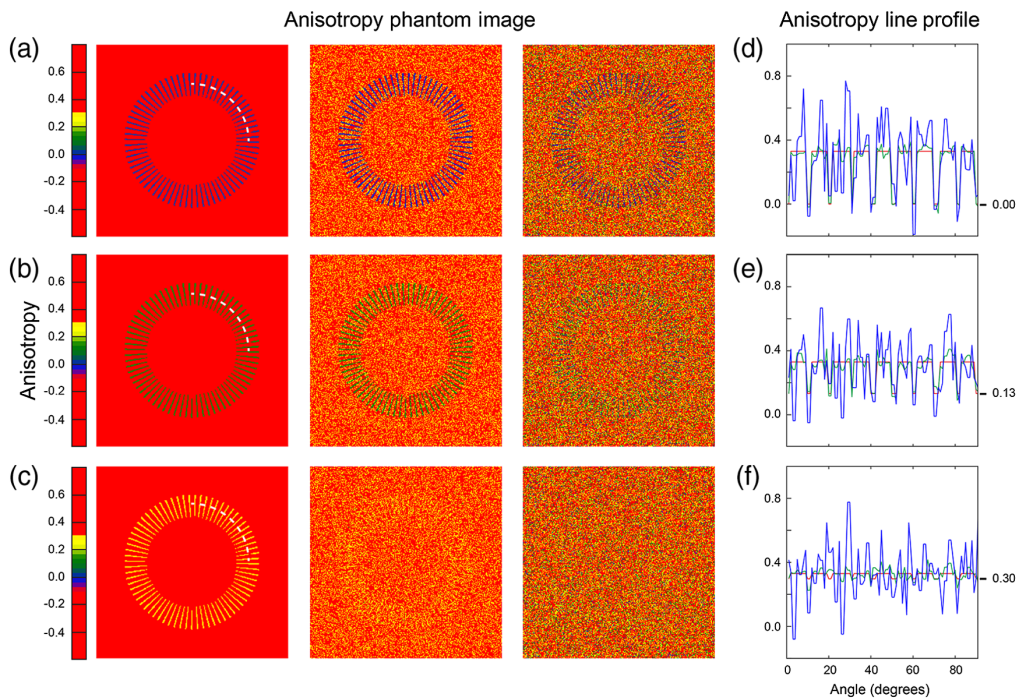 Anisotropy phantom image
Anisotropy line profile
(a)
0.6
0.4
0.2
0.0
-0.2
-0.4
(d)
0.8
0.4
0.0
0.00
(b)
0.6
0.4
0.2
0.0
-0.2
-0.4
Anisotropy
(e)
0.8
0.4
0.0
0.13
(c)
0.6
0.4
0.2
0.0
-0.2
-0.4
(f)
0.8
0.4
0.0
0.30
0 20 40 60 80
Angle (degrees)